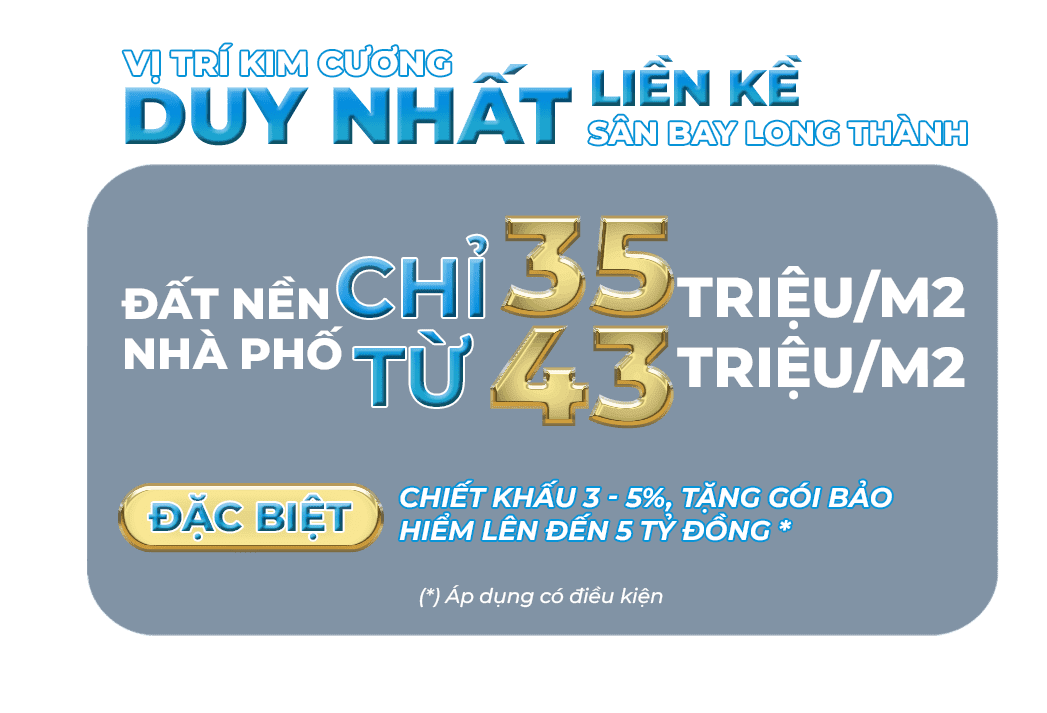 VỊ TRÍ KIM CƯƠNG
DUY NHẤT
LIỀN KỀ
SÂN BAY LONG THÀNH
ĐẤT NỀN CHỈ 35 TRIỆU/M2
NHÀ PHỐ TỪ 43 TRIỆU/M2
ĐẶC BIỆT
CHIẾT KHẤU 3 - 5%, TẶNG GÓI BẢO
HIỂM LÊN ĐẾN 5 TỶ ĐỒNG *
(*) Áp dụng có điều kiện